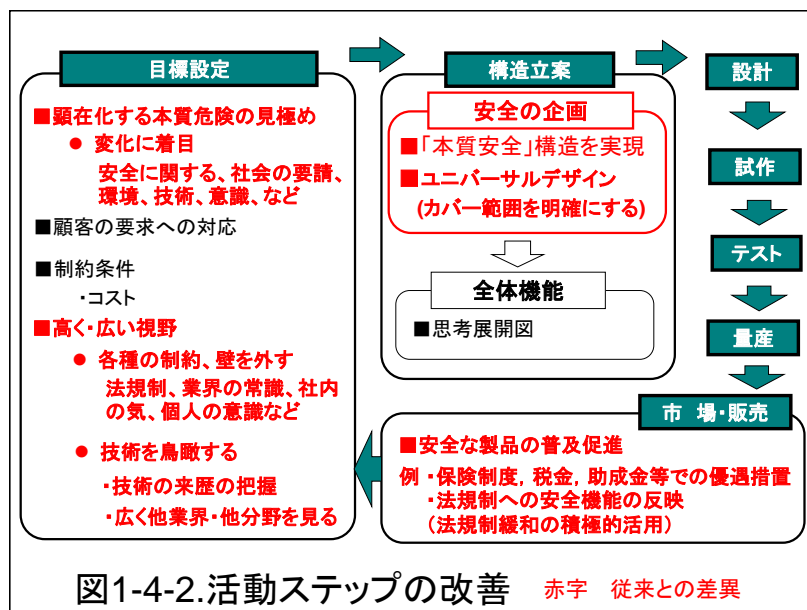 目標設定
■顕在化する本質危険の見極め
● 変化に着目
安全に関する、社会の要請、
環境、技術、意識、など
■顧客の要求への対応
■制約条件
・コスト
■高く・広い視野
● 各種の制約、壁を外す
法規制、業界の常識、社内
の気、個人の意識など
● 技術を鳥瞰する
・技術の来歴の把握
・広く他業界・他分野を見る
構造立案
安全の企画
■「本質安全」構造を実現
■ユニバーサルデザイン
(カバー範囲を明確にする)
全体機能
■思考展開図
設計
試作
テスト
量産
市 場・販売
■安全な製品の普及促進
例 ・保険制度, 税金, 助成金等での優遇措置
・法規制への安全機能の反映
（法規制緩和の積極的活用）
図1-4-2.活動ステップの改善 赤字 従来との差異